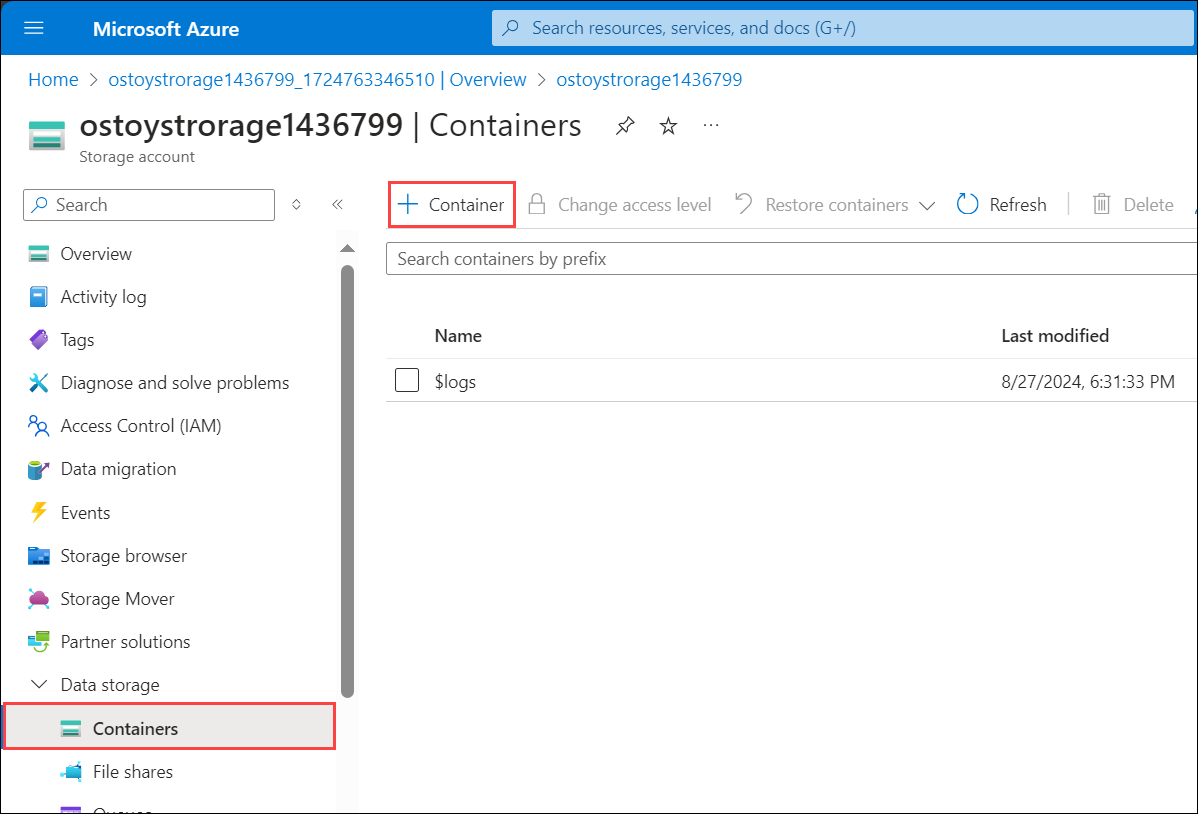 Microsoft Azure
Search resources, services, and docs (G+/)
Home > ostoystrorage1436799_1724763346510 | Overview > ostoystrorage1436799
ostoystrorage1436799 | Containers
Storage account
Search
Container
Change access level
Restore containers
Refresh
Delete
Search containers by prefix
Overview
Activity log
Tags
Diagnose and solve problems
Access Control (IAM)
Data migration
Events
Storage browser
Storage Mover
Partner solutions
Data storage
Containers
File shares
Queues
Name Last modified
$logs 8/27/2024, 6:31:33 PM